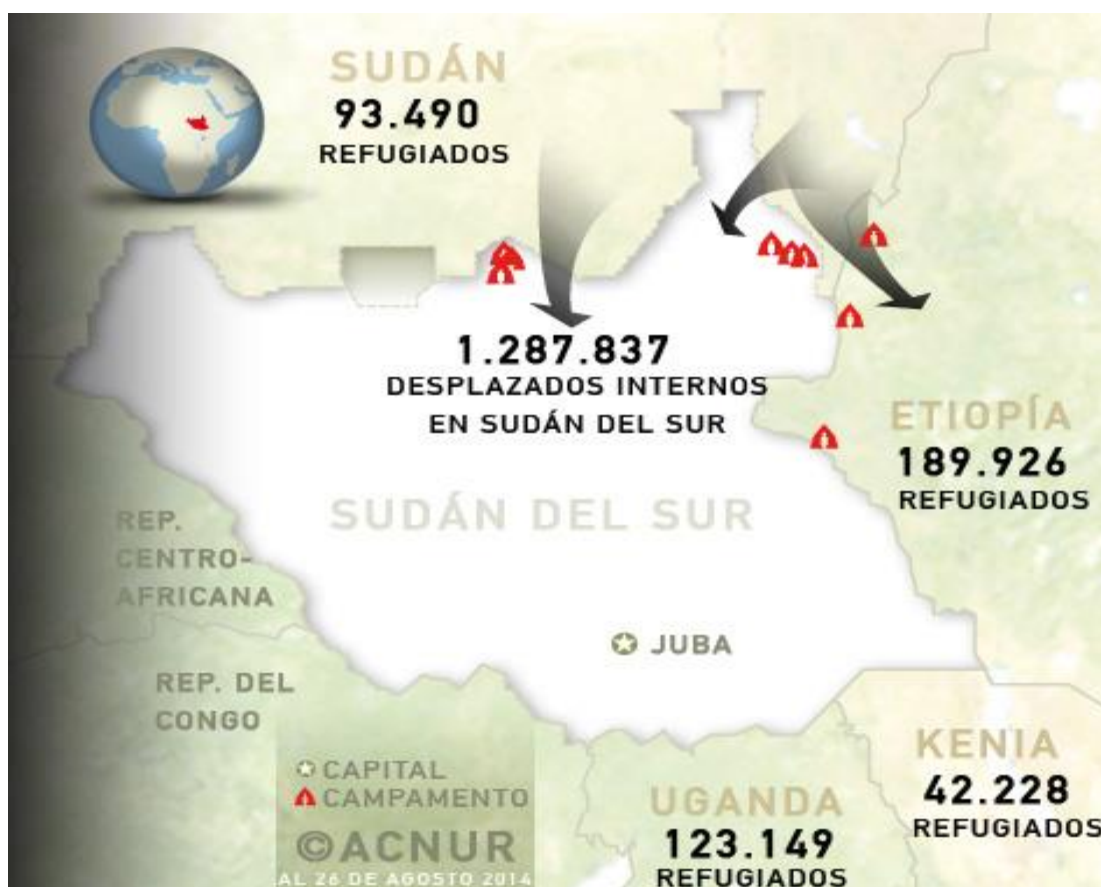 SUDÁN
93.490
REFUGIADOS
1.287.837
DESPLAZADOS INTERNOS
EN SUDÁN DEL SUR
ETIOPÍA
189.926
REFUGIADOS
SUDÁN DEL SUR
REP.
CENTRO-
AFRICANA
JUBA
REP. DEL
CONGO
KENIA
42.228
REFUGIADOS
CAPITAL
CAMPAMENTO
©ACNUR
AL 26 DE AGOSTO 2014
UGANDA
123.149
REFUGIADOS